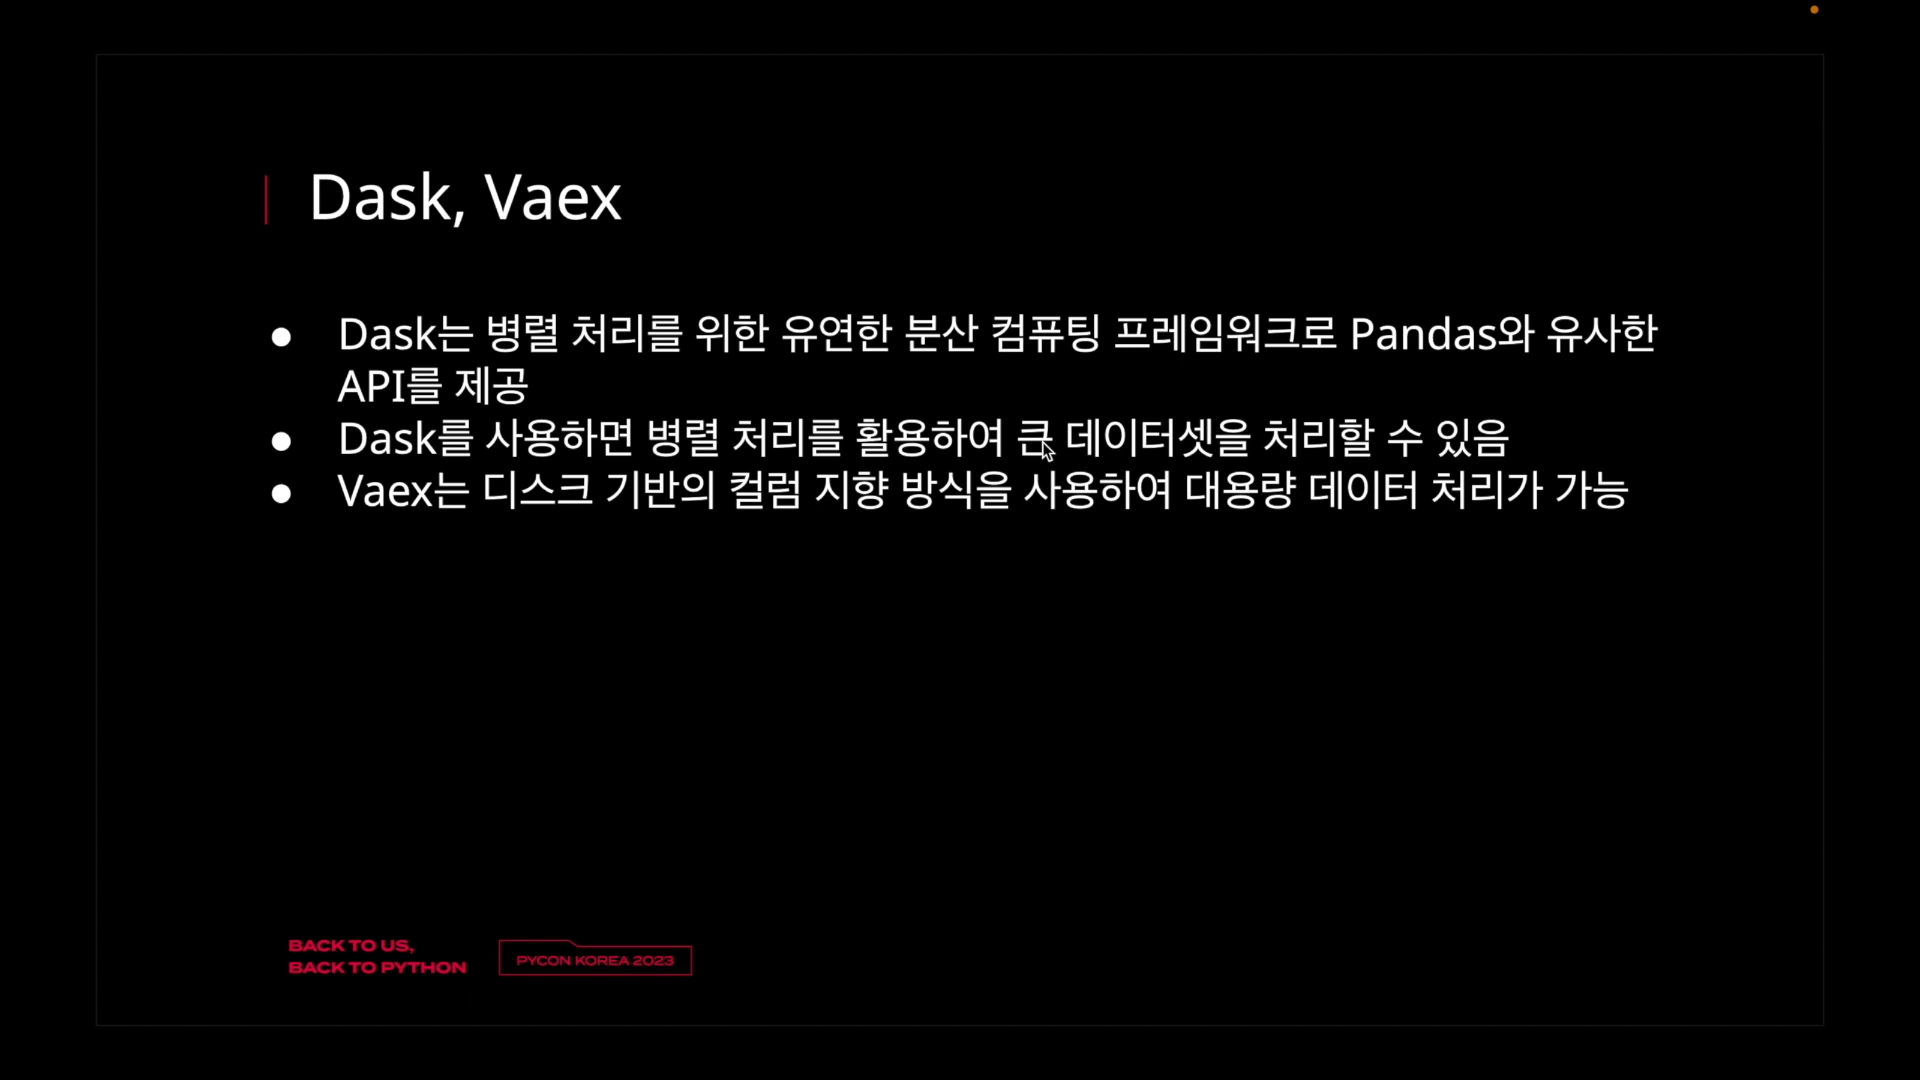 Dask, Vaex
● Dask는 병렬 처리를 위한 유연한 분산 컴퓨팅 프레임워크로 Pandas와 유사한
API를 제공
● Dask를 사용하면 병렬 처리를 활용하여 큰 데이터셋을 처리할 수 있음
● Vaex는 디스크 기반의 컬럼 지향 방식을 사용하여 대용량 데이터 처리가 가능
BACK TO US,
BACK TO PYTHON
PYCON KOREA 2023